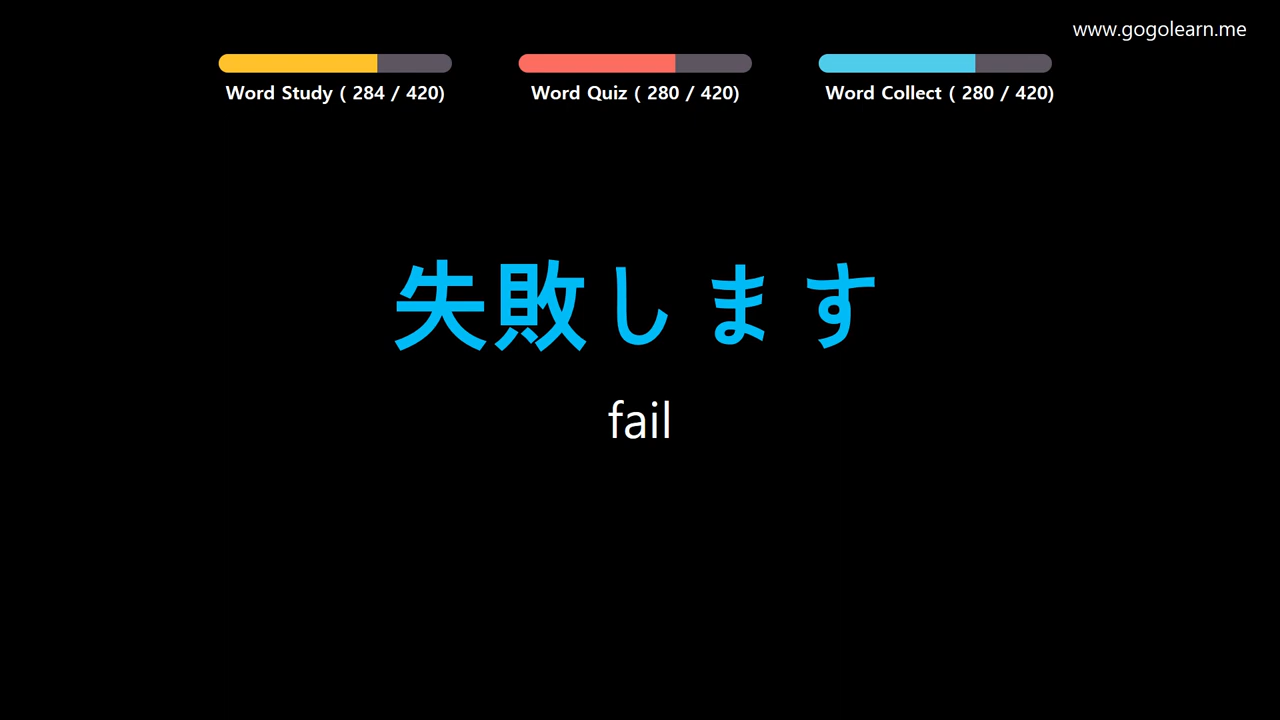 www.gogolearn.me
Word Study ( 284 / 420)
Word Quiz ( 280 / 420)
Word Collect ( 280 / 420)
失敗します
fail